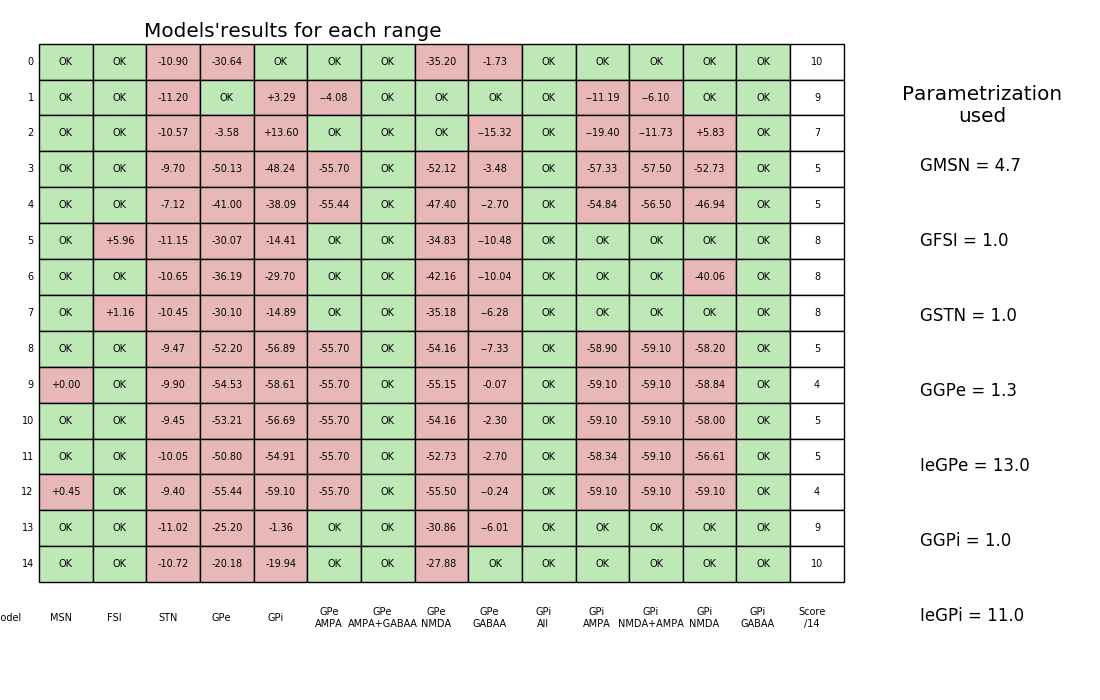 Models'results for each range
0 OK OK -10.90 -30.64 OK OK OK -35.20 -1.73 OK OK OK OK OK 10
1 OK OK -11.20 OK +3.29 --4.08 OK OK OK OK --11.19 --6.10 OK OK 9
2 OK OK -10.57 -3.58 +13.60 OK OK OK --15.32 OK --19.40 --11.73 +5.83 OK 7
3 OK OK -9.70 -50.13 -48.24 -55.70 OK -52.12 -3.48 OK -57.33 -57.50 -52.73 OK 5
4 OK OK -7.12 -41.00 -38.09 -55.44 OK -47.40 --2.70 OK -54.84 -56.50 -46.94 OK 5
5 OK +5.96 -11.15 -30.07 -14.41 OK OK -34.83 --10.48 OK OK OK OK OK 8
6 OK OK -10.65 -36.19 -29.70 OK OK -42.16 --10.04 OK OK OK -40.06 OK 8
7 OK +1.16 -10.45 -30.10 -14.89 OK OK -35.18 --6.28 OK OK OK OK OK 8
8 OK OK -9.47 -52.20 -56.89 -55.70 OK -54.16 --7.33 OK -58.90 -59.10 -58.20 OK 5
9 +0.00 OK -9.90 -54.53 -58.61 -55.70 OK -55.15 -0.07 OK -59.10 -59.10 -58.84 OK 4
10 OK OK -9.45 -53.21 -56.69 -55.70 OK -54.16 -2.30 OK -59.10 -59.10 -58.00 OK 5
11 OK OK -10.05 -50.80 -54.91 -55.70 OK -52.73 -2.70 OK -58.34 -59.10 -56.61 OK 5
12 +0.45 OK -9.40 -55.44 -59.10 -55.70 OK -55.50 --0.24 OK -59.10 -59.10 -59.10 OK 4
13 OK OK -11.02 -25.20 -1.36 OK OK -30.86 --6.01 OK OK OK OK OK 9
14 OK OK -10.72 -20.18 -19.94 OK OK -27.88 OK OK OK OK OK OK 10
odel MSN FSI STN GPe GPi GPe GPe GPe GPe GPi GPi GPi GPi GPi Score
AMPA AMPA+GABAA NMDA GABAA All AMPA NMDA+AMPA NMDA GABAA /14
Parametrization
used
GMSN = 4.7
GFSI = 1.0
GSTN = 1.0
GGPe = 1.3
IeGPe = 13.0
GGPi = 1.0
IeGPi = 11.0